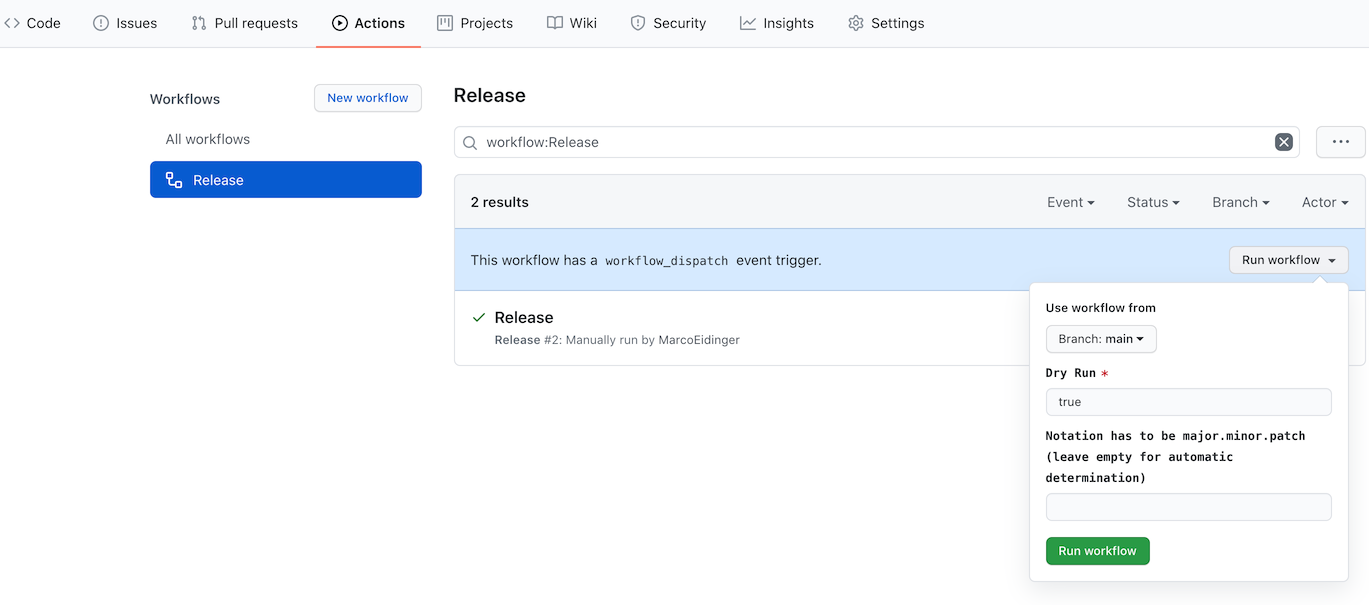 Code Issues Pull requests Actions Projects Wiki Security Insights Settings
Workflows
New workflow
All workflows
Release
Release
workflow:Release
2 results
Event Status Branch Actor
This workflow has a workflow_dispatch event trigger.
Run workflow
Release
Release #2: Manually run by MarcoEidinger
Use workflow from
Branch: main
Dry Run *
true
Notation has to be major.minor.patch
(leave empty for automatic
determination)
Run workflow